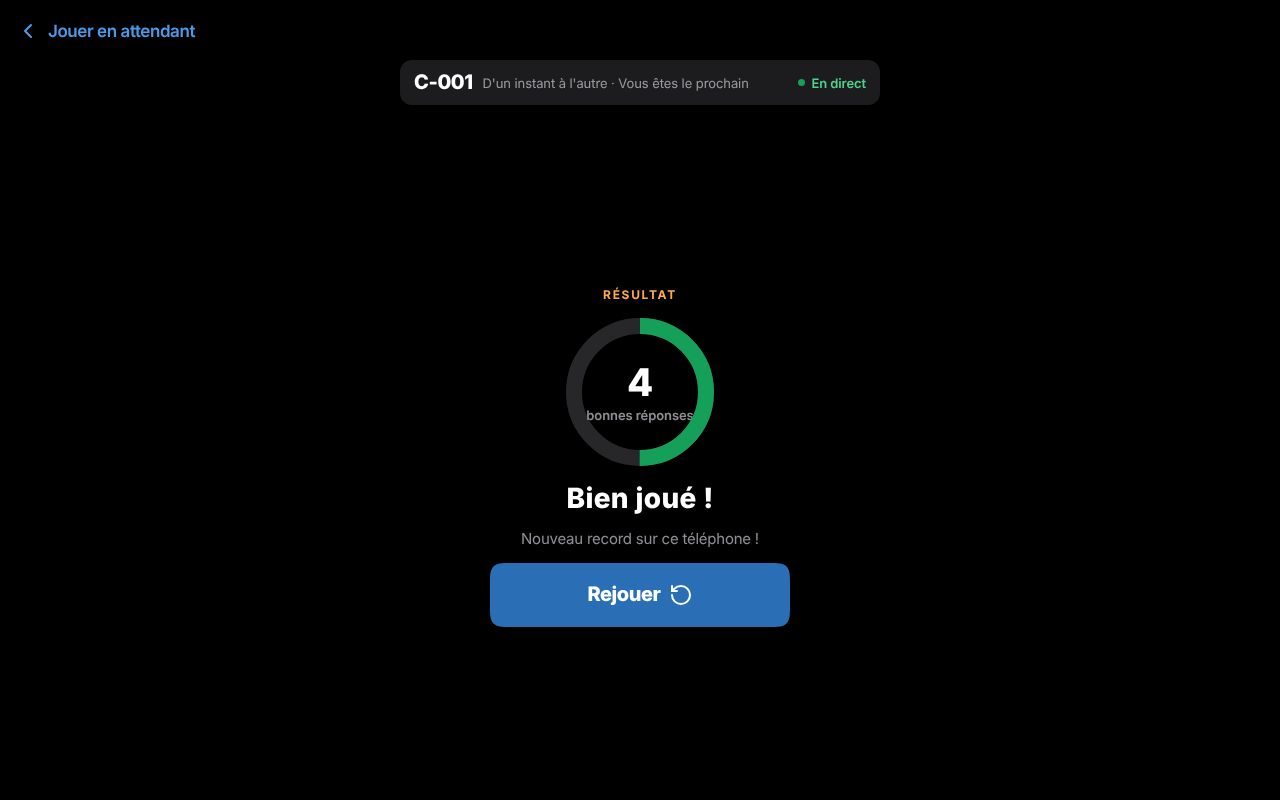 Jouer en attendant
C-001 D'un instant à l'autre · Vous êtes le prochain En direct
RÉSULTAT
4
bonnes réponses
Bien joué !
Nouveau record sur ce téléphone !
Rejouer